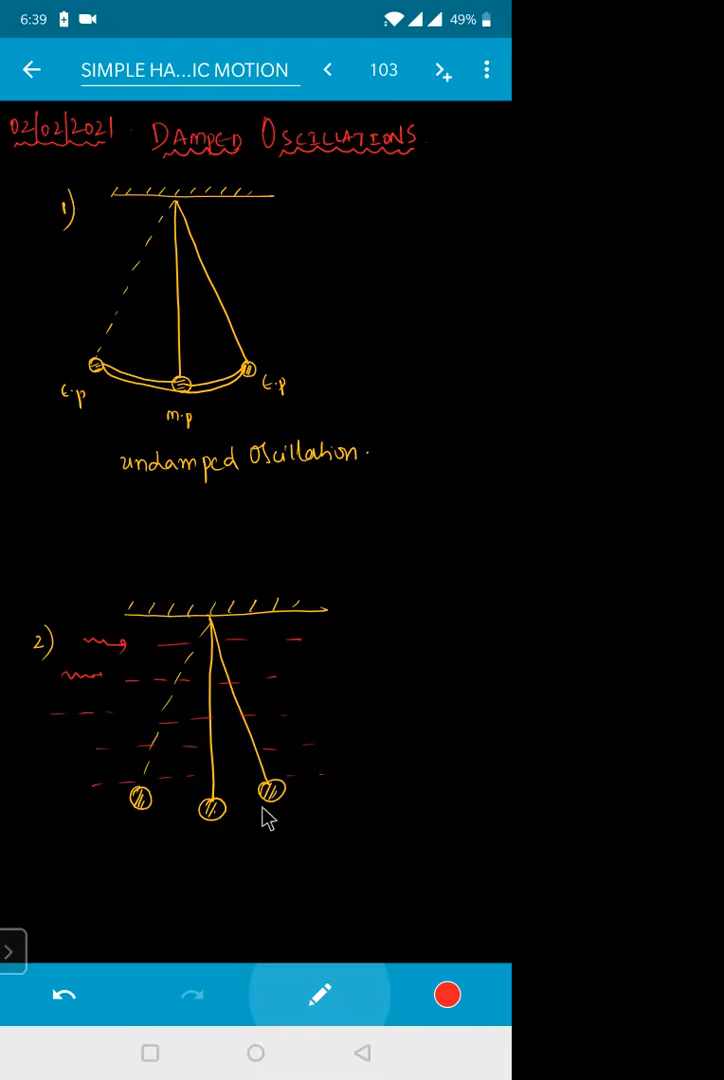 6:39
49%
SIMPLE HA...IC MOTION
103
02/02/2021. DAMPED OSCILLATIONS
1)
E.p
E.p
M.p
undamped Oscillation.
2)